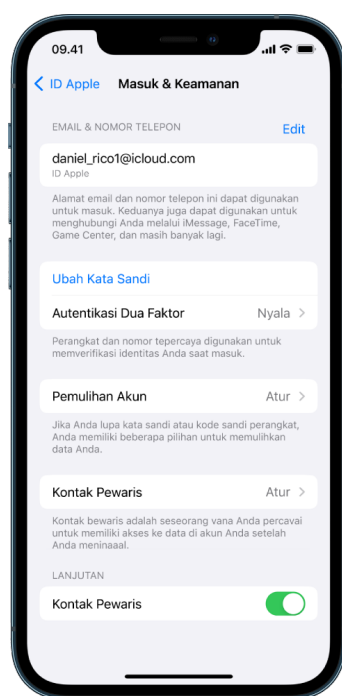 09.41
ID Apple Masuk & Keamanan
EMAIL & NOMOR TELEPON Edit
daniel_rico1@icloud.com
ID Apple
Alamat email dan nomor telepon ini dapat digunakan
untuk masuk. Keduanya juga dapat digunakan untuk
menghubungi Anda melalui iMessage, FaceTime,
Game Center, dan masih banyak lagi.
Ubah Kata Sandi
Autentikasi Dua Faktor Nyala
Perangkat dan nomor tepercaya digunakan untuk
memverifikasi identitas Anda saat masuk.
Pemulihan Akun Atur
Jika Anda lupa kata sandi atau kode sandi perangkat,
Anda memiliki beberapa pilihan untuk memulihkan
data Anda.
Kontak Pewaris Atur
Kontak bewaris adalah seseorang vana Anda percavai
untuk memiliki akses ke data di akun Anda setelah
Anda meninaaal.
LANJUTAN
Kontak Pewaris